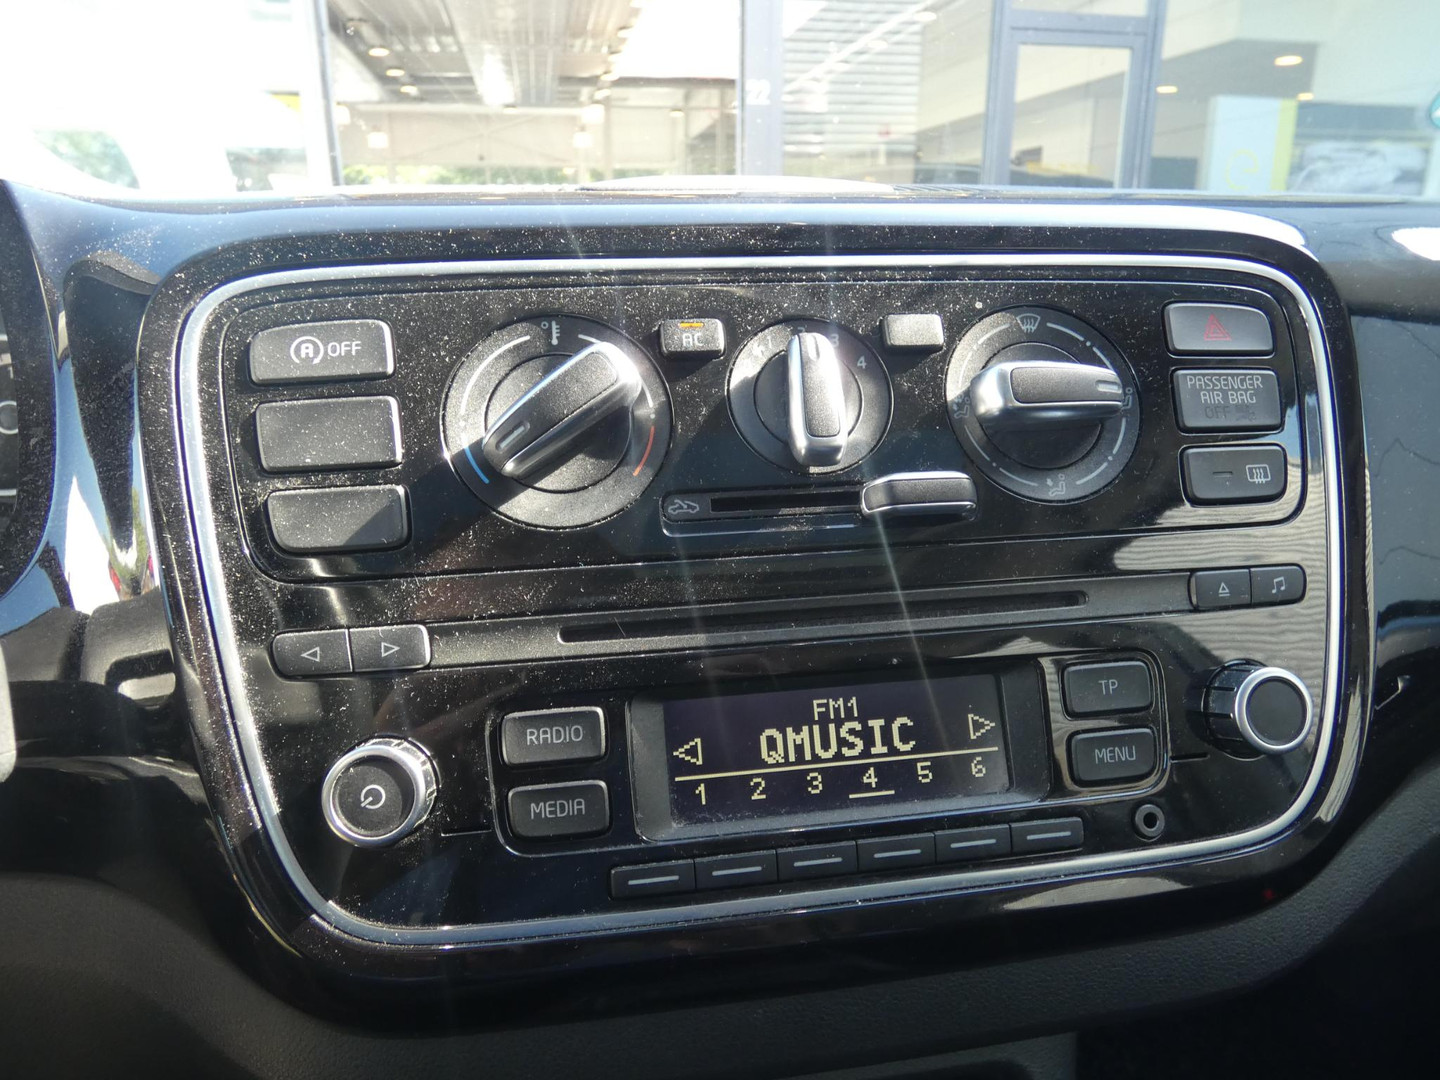 22
A OFF
AC
1 2 3 4
PASSENGER
AIR BAG
OFF
RADIO
MEDIA
FM1
QMUSIC
1 2 3 4 5 6
TP
MENU